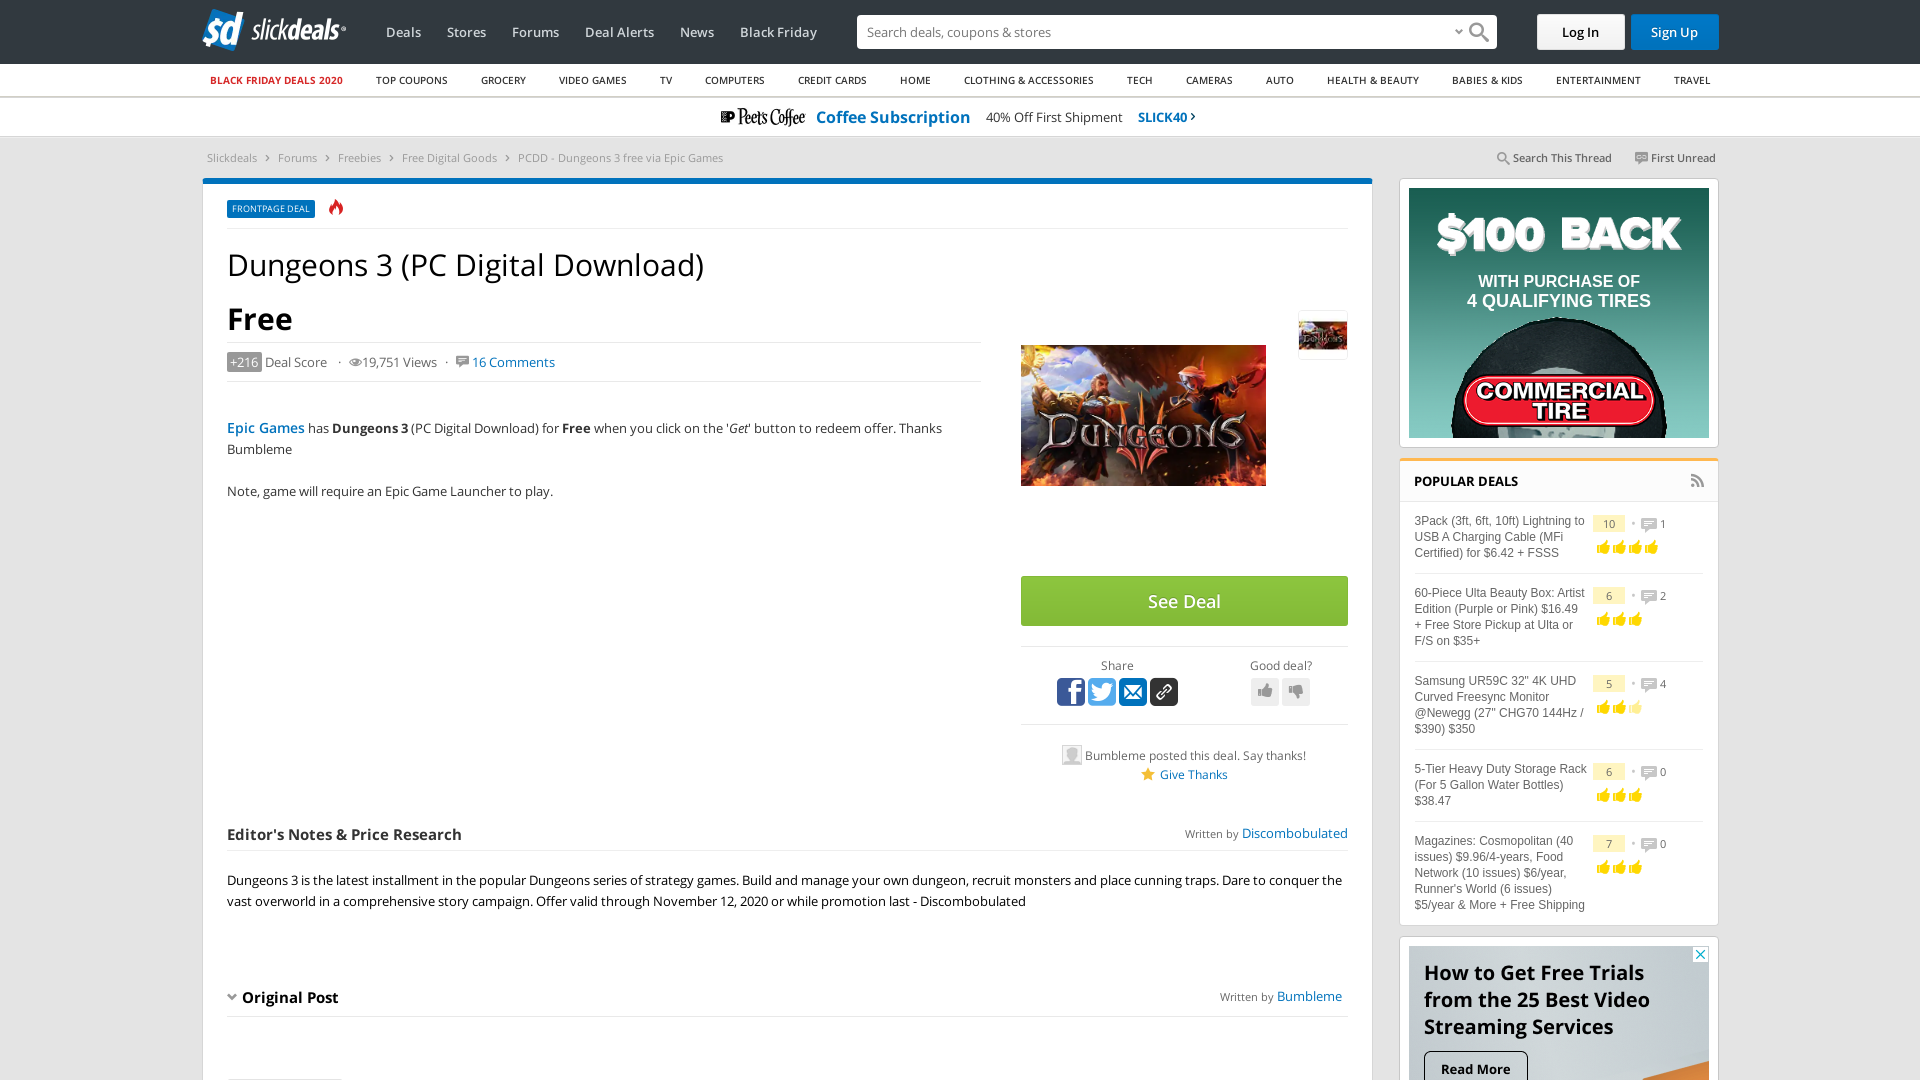 sd slickdeals
Deals Stores Forums Deal Alerts News Black Friday
Search deals, coupons & shops
Log In
Sign Up
BLACK FRIDAY DEALS 2020 TOP COUPONS GROCERY VIDEO GAMES TV COMPUTERS CREDIT CARDS HOME CLOTHING & ACCESSORIES TECH CAMERAS AUTO HEALTH & BEAUTY BABIES & KIDS ENTERTAINMENT TRAVEL
Peet's Coffee Coffee Subscription 40% Off First Shipment SLICK40
Slickdeals > Forums > Freebies > Free Digital Goods > PCDD - Dungeons 3 free via Epic Games
Search This Thread
First Unread
FRONTPAGE DEAL
Dungeons 3 (PC Digital Download)
Free
+216 Deal Score · 19,751 Views · 16 Comments
Epic Games has Dungeons 3 (PC Digital Download) for Free when you click on the 'Get' button to redeem offer. Thanks
Bumbleme
Note, game will require an Epic Game Launcher to play.
DUNGEONS
DUNGEONS
See Deal
Share
Good deal?
Bumbleme posted this deal. Say thanks!
Give Thanks
Editor's Notes & Price Research
Written by Discombobulated
Dungeons 3 is the latest installment in the popular Dungeons series of strategy games. Build and manage your own dungeon, recruit monsters and place cunning traps. Dare to conquer the
vast overworld in a comprehensive story campaign. Offer valid through November 12, 2020 or while promotion last - Discombobulated
Original Post
Written by Bumbleme
$100 BACK
WITH PURCHASE OF
4 QUALIFYING TIRES
COMMERCIAL
TIRE
POPULAR DEALS
3Pack (3ft, 6ft, 10ft) Lightning to
USB A Charging Cable (MFi
Certified) for $6.42 + FSSS
10 • 1
60-Piece Ulta Beauty Box: Artist
Edition (Purple or Pink) $16.49
+ Free Store Pickup at Ulta or
F/S on $35+
6 • 2
Samsung UR59C 32" 4K UHD
Curved Freesync Monitor
@Newegg (27" CHG70 144Hz /
$390) $350
5 • 4
5-Tier Heavy Duty Storage Rack
(For 5 Gallon Water Bottles)
$38.47
6 • 0
Magazines: Cosmopolitan (40
issues) $9.96/4-years, Food
Network (10 issues) $6/year,
Runner's World (6 issues)
$5/year & More + Free Shipping
7 • 0
How to Get Free Trials
from the 25 Best Video
Streaming Services
Read More